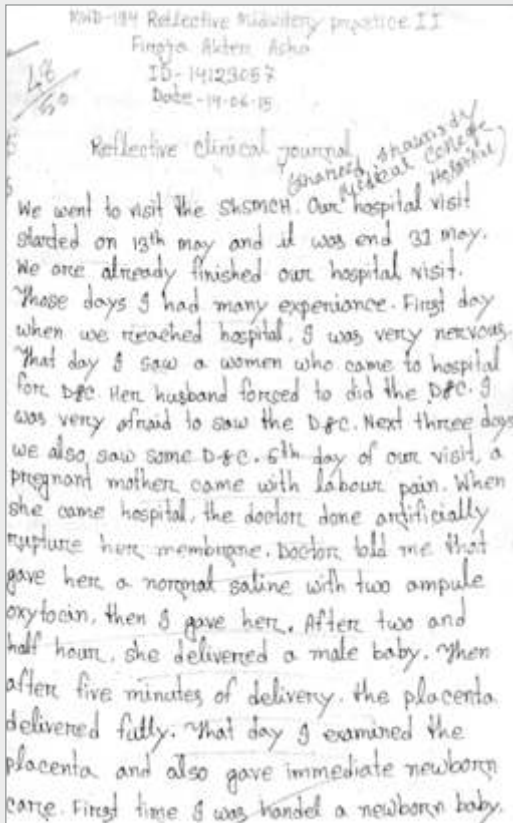 MWD-184 Reflective Midwifery practice II
Akter Asha
ID-14123057
Date-14-06-15
48/50
Reflective clinical journal
Medical College
Hospital)
We went to visit the ShSMCH. Our hospital visit
started on 13th may and it was end 31 may.
We are already finished our hospital visit.
Those days I had many experiance. First day
when we reached hospital, I was very nervous.
That day I saw a women who came to hospital
for D&C. Her husband forced to did the D&C. I
was very afraid to saw the D&C. Next three days
we also, saw some D&C. 5th day of our visit, a
pregnant mother came with labour pain. When
she came hospital, the doctor done artificially
rupture her membrane. Doctor told me that
gave her a normal saline with two ampule
oxytocin, then I gave her. After two and
half hour, she delivered a male baby. Then
after five minutes of delivery. the placenta
delivered fully. That day I examined the
placenta and also gave immediate newborn
care. First time I was handel a newborn baby.